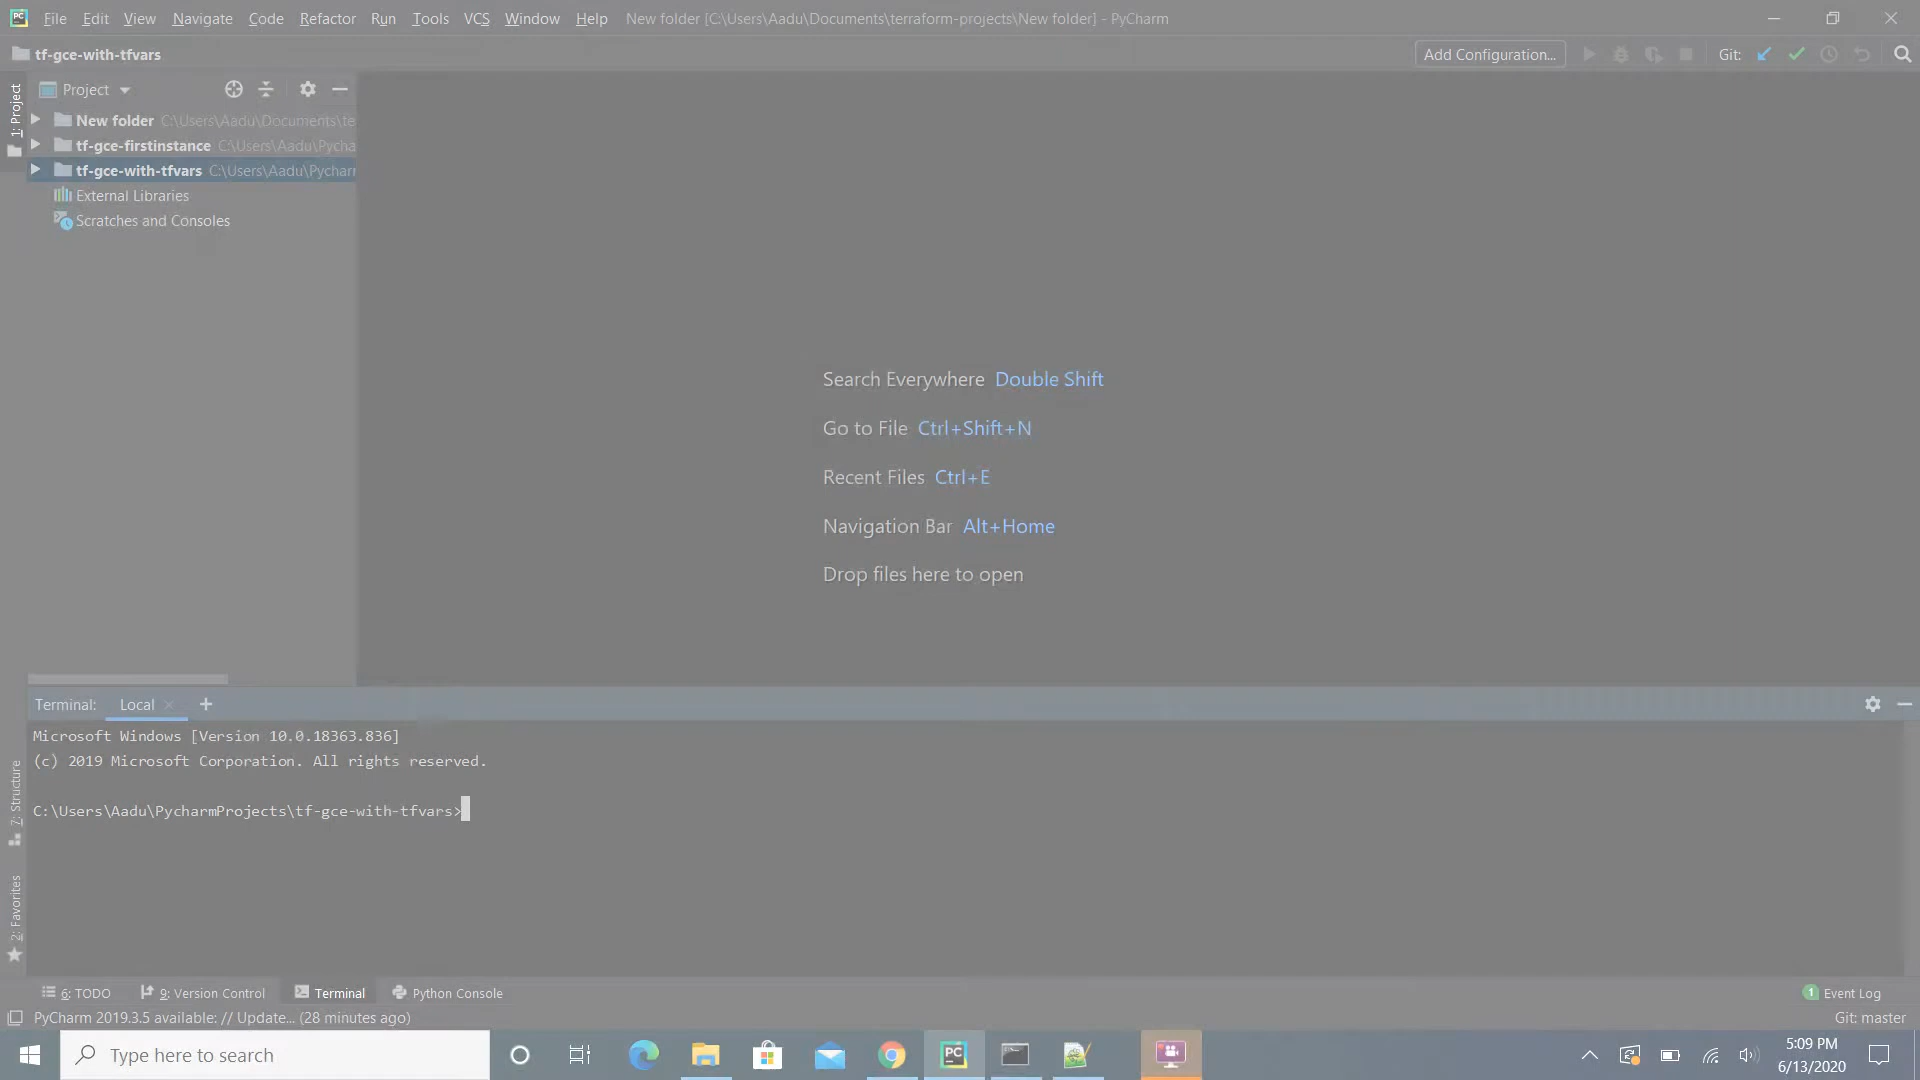 File Edit View Navigate Code Refactor Run Tools VCS Window Help New folder [C:\Users\Aadu\Documents\terraform-projects\New folder] - PyCharm
tf-gce-with-tfvars
Add Configuration... Git:
1: Project
Project
New folder C:\Users\Aadu\Documents\te
tf-gce-firstinstance C:\Users\Aadu\Pycha
tf-gce-with-tfvars C:\Users\Aadu\Pychar
External Libraries
Scratches and Consoles
Search Everywhere Double Shift
Go to File Ctrl+Shift+N
Recent Files Ctrl+E
Navigation Bar Alt+Home
Drop files here to open
Terminal: Local
Microsoft Windows [Version 10.0.18363.836]
(c) 2019 Microsoft Corporation. All rights reserved.
C:\Users\Aadu\PycharmProjects\tf-gce-with-tfvars>
7: Structure
2: Favorites
6: TODO 9: Version Control Terminal Python Console
1 Event Log
PyCharm 2019.3.5 available: // Update... (28 minutes ago)
Git: master
Type here to search
PC
5:09 PM
6/13/2020